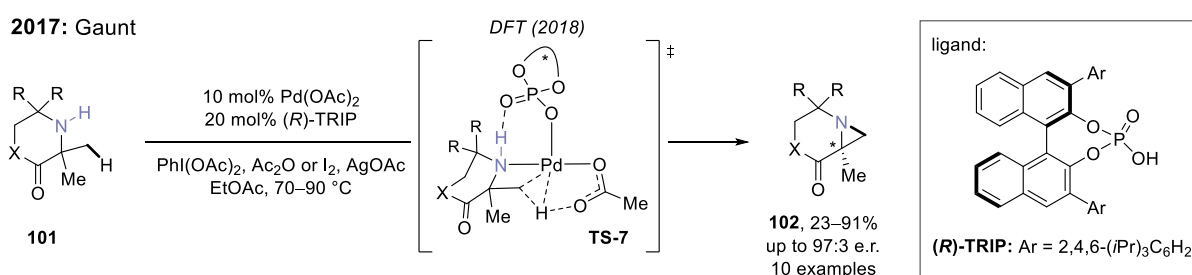 2017: Gaunt
DFT (2018)
‡
R R
N H
X
O
Me
H
101
10 mol% Pd(OAc)2
20 mol% (R)-TRIP
PhI(OAc)2, Ac2O or I2, AgOAc
EtOAc, 70–90 °C
*
O O
P
O
O
H
R
R
N Pd O
X
O
Me
H
O Me
TS-7
R R
N
X
*
O
Me
102, 23–91%
up to 97:3 e.r.
10 examples
ligand:
Ar
O
O
P
O
OH
Ar
(R)-TRIP: Ar = 2,4,6-(iPr)3C6H2